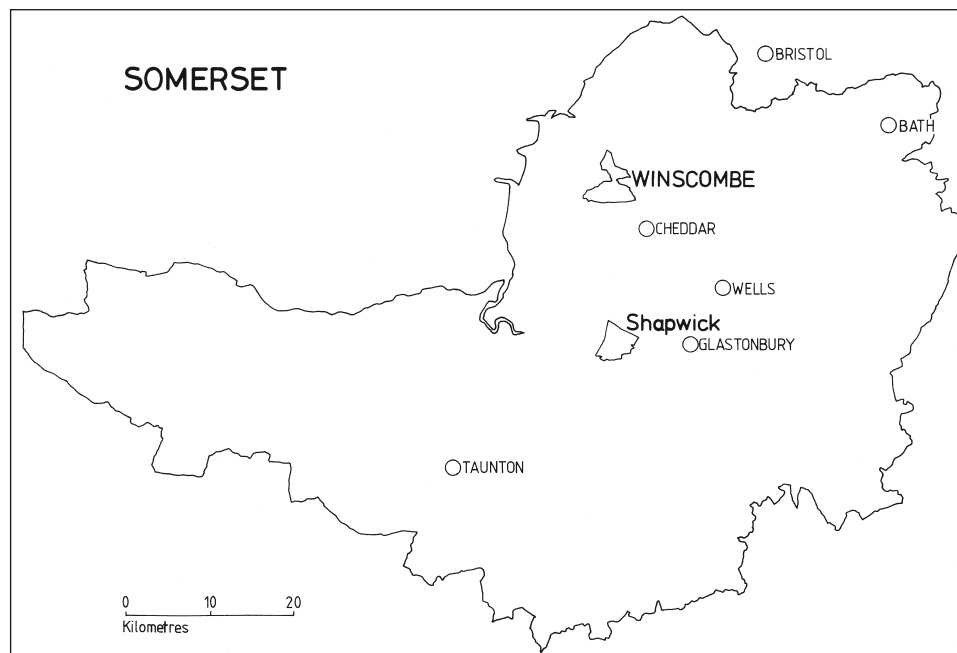 SOMERSET
BRISTOL
BATH
WINSCOMBE
CHEDDAR
WELLS
Shapwick
GLASTONBURY
TAUNTON
0 10 20
Kilometres